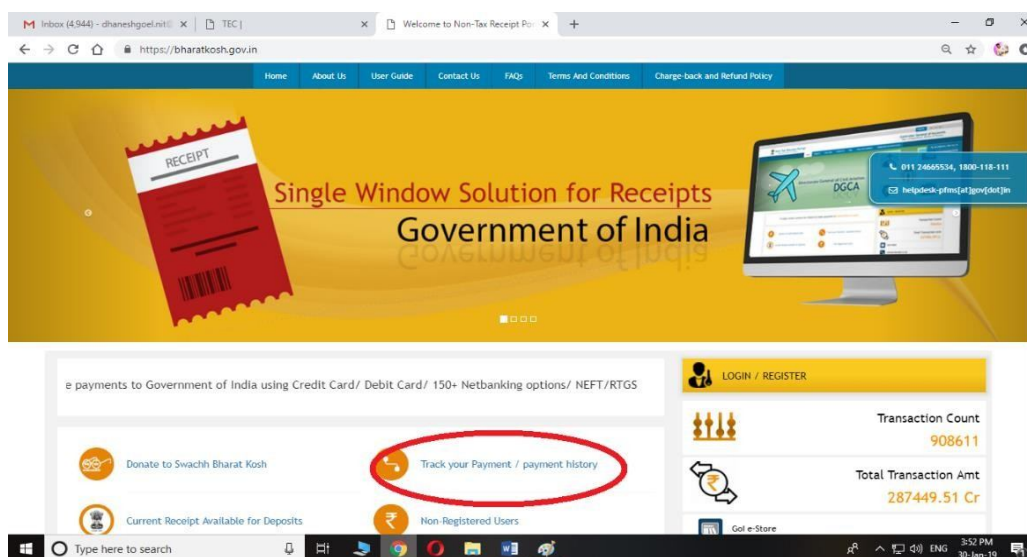 Inbox (4,944) - dhaneshgoel.nit
TEC |
Welcome to Non-Tax Receipt Por
https://bharatkosh.gov.in
Home About Us User Guide Contact Us FAQs Terms And Conditions Charge-back and Refund Policy
RECEIPT
Single Window Solution for Receipts
Government of India
DGCA
011 24665534, 1800-118-111
helpdesk-pfms[at]gov[dot]in
e payments to Government of India using Credit Card/ Debit Card/ 150+ Netbanking options/ NEFT/RTGS
LOGIN / REGISTER
Transaction Count
908611
Donate to Swachh Bharat Kosh
Track your Payment / payment history
Total Transaction Amt
287449.51 Cr
Current Receipt Available for Deposits
Non-Registered Users
GoI e-Store
Type here to search
ENG
3:52 PM
30-Jan-19